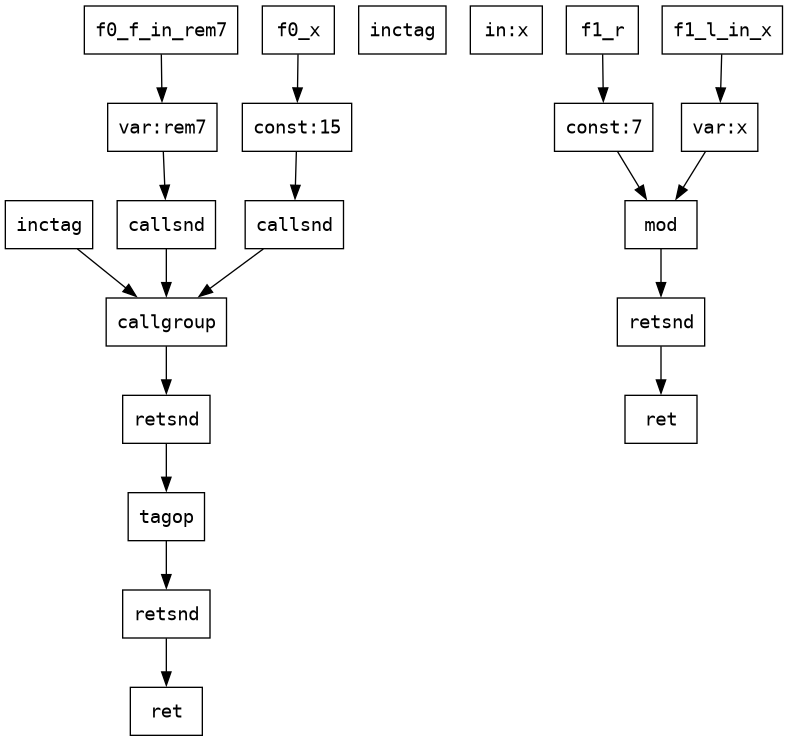 f0_f_in_rem7
f0_x
inctag
in:x
f1_r
f1_l_in_x
var:rem7
const:15
const:7
var:x
inctag
callsnd
callsnd
mod
callgroup
retsnd
retsnd
ret
tagop
retsnd
ret